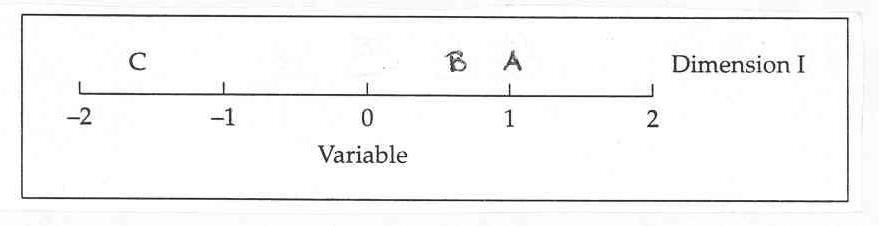 C B A Dimension I
–2 –1 0 1 2
Variable